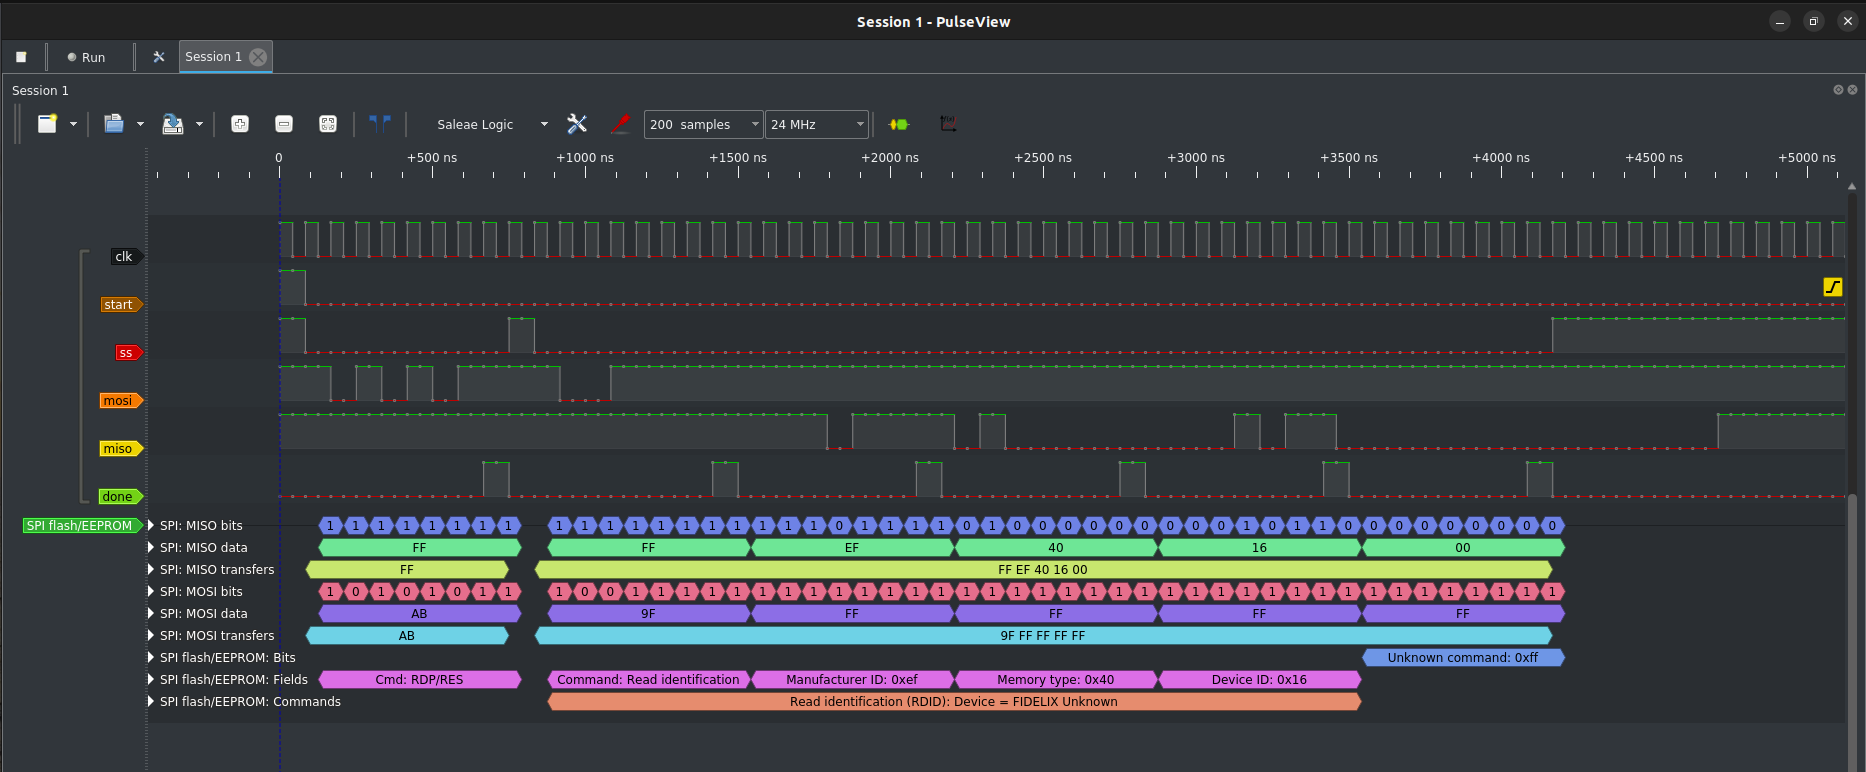 Session 1 - PulseView
Run
Session 1
Session 1
Saleae Logic
200 samples
24 MHz
0 +500 ns +1000 ns +1500 ns +2000 ns +2500 ns +3000 ns +3500 ns +4000 ns +4500 ns +5000 ns
clk
start
ss
mosi
miso
done
SPI flash/EEPROM SPI: MISO bits 1 1 1 1 1 1 1 1 1 1 1 1 1 1 1 1 1 1 1 0 1 1 1 1 0 1 0 0 0 0 0 0 0 0 0 1 0 1 1 0 0 0 0 0 0 0 0 0
SPI: MISO data FF FF EF 40 16 00
SPI: MISO transfers FF FF EF 40 16 00
SPI: MOSI bits 1 0 1 0 1 0 1 1 1 0 0 1 1 1 1 1 1 1 1 1 1 1 1 1 1 1 1 1 1 1 1 1 1 1 1 1 1 1 1 1 1 1 1 1 1 1 1 1
SPI: MOSI data AB 9F FF FF FF FF
SPI: MOSI transfers AB 9F FF FF FF FF
SPI flash/EEPROM: Bits Unknown command: 0xff
SPI flash/EEPROM: Fields Cmd: RDP/RES Command: Read identification Manufacturer ID: 0xef Memory type: 0x40 Device ID: 0x16
SPI flash/EEPROM: Commands Read identification (RDID): Device = FIDELIX Unknown